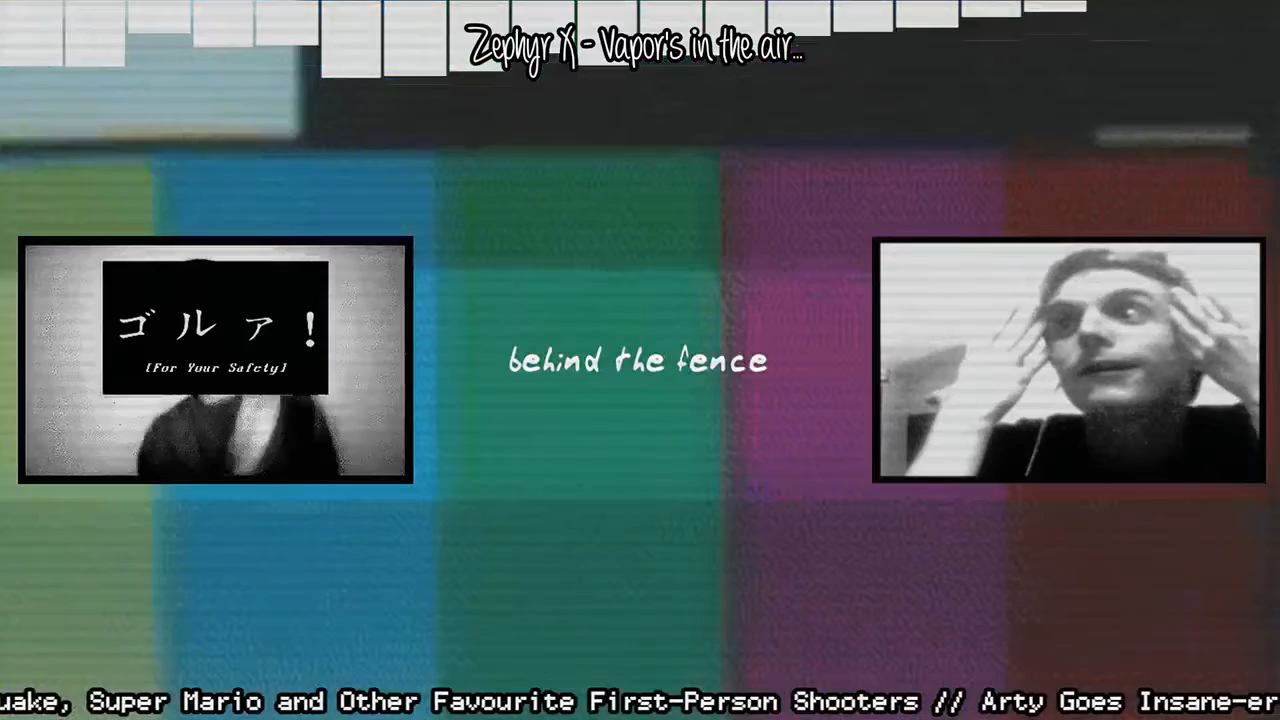 Zephyr X - Vapor's in the air...
ゴルァ!
[For Your Safety]
behind the fence
uake, Super Mario and Other Favourite First-Person Shooters // Arty Goes Insane-er